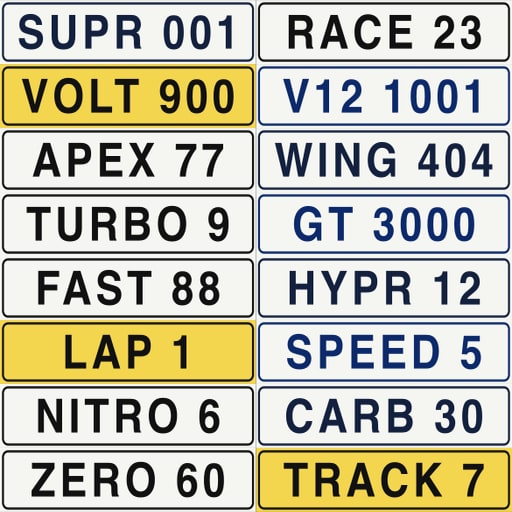 SUPR 001
RACE 23
VOLT 900
V12 1001
APEX 77
WING 404
TURBO 9
GT 3000
FAST 88
HYPR 12
LAP 1
SPEED 5
NITRO 6
CARB 30
ZERO 60
TRACK 7